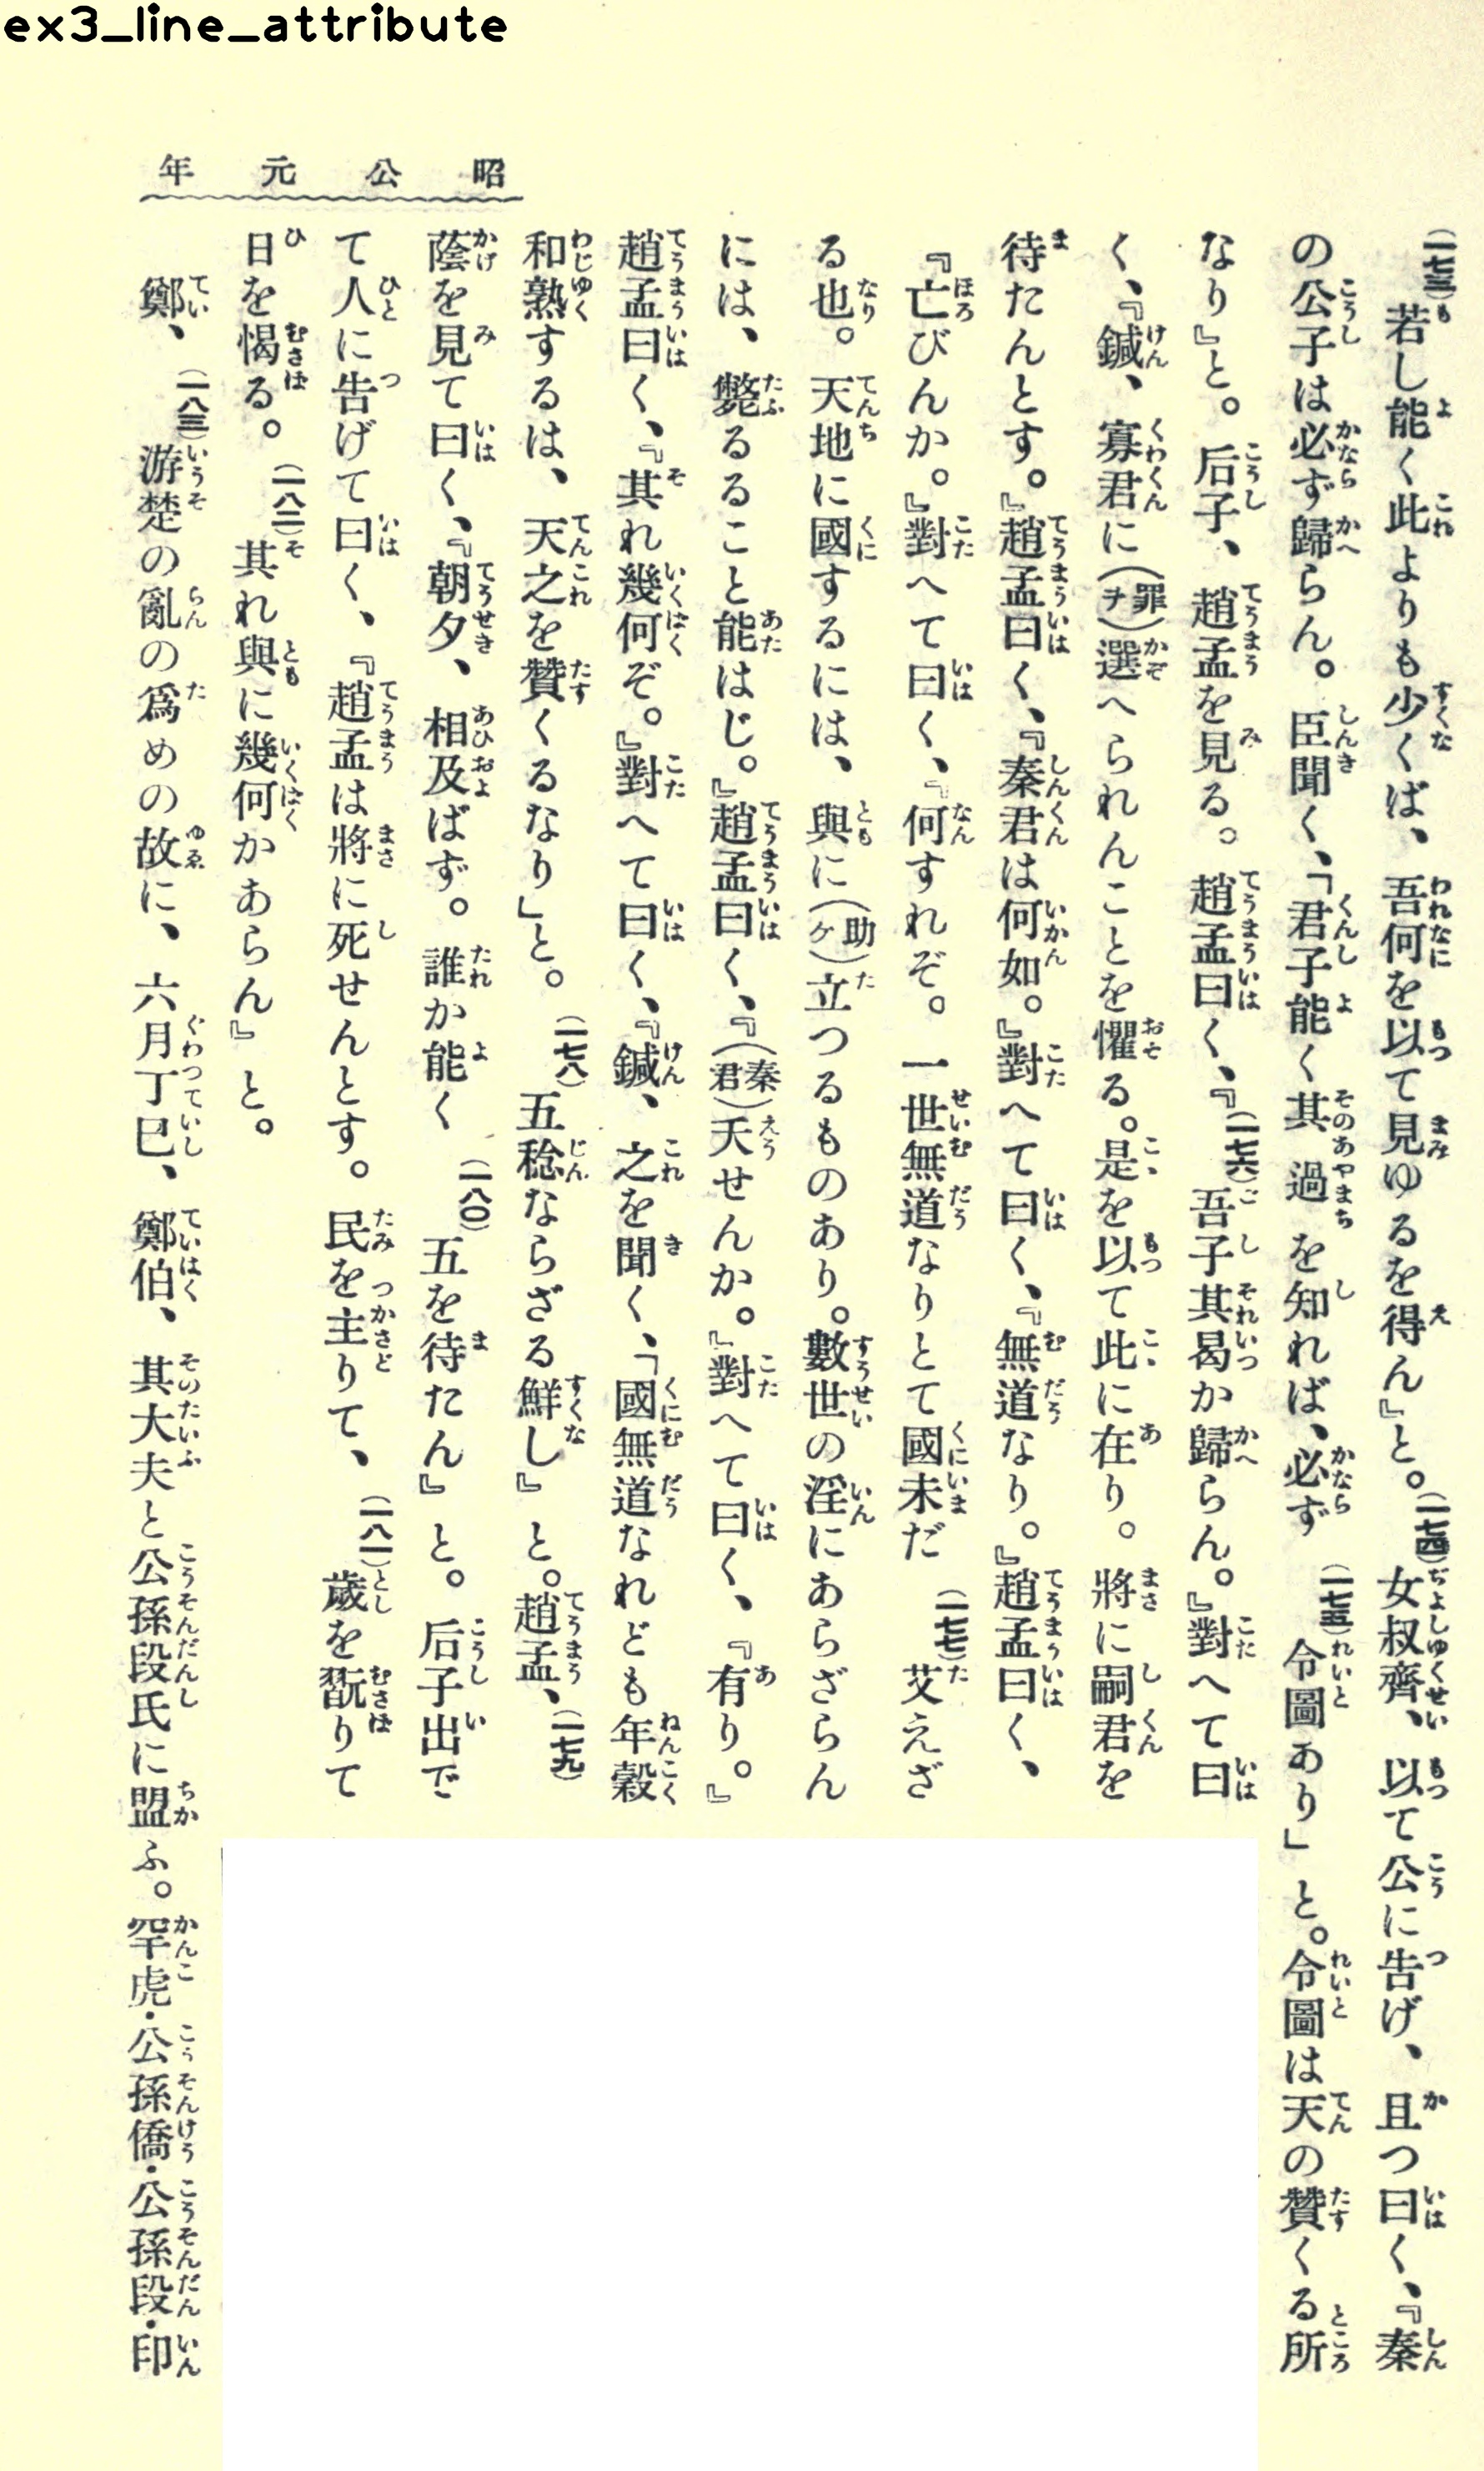 ex3_line_attribute
昭公元年
(一七三)若し能く此よりも少くば、吾何を以て見ゆるを得ん』と。(一七四)女叔齊、以て公に告げ、且つ曰く、『秦
の公子は必ず歸らん。臣聞く、「君子能く其過を知れば、必ず(一七五)令圖あり」と。令圖は天の贊くる所
なり』と。后子、趙孟を見る。趙孟曰く、『(一七六)吾子其曷か歸らん。』對へて曰
く、『鍼、寡君に(罪ヲ)選へられんことを懼る。是を以て此に在り。將に嗣君を
待たんとす。』趙孟曰く、『秦君は何如。』對へて曰く、『無道なり。』趙孟曰く、
『亡びんか。』對へて曰く、『何すれぞ。一世無道なりとて國未だ(一七七)艾えざ
る也。天地に國するには、與に(助ケ)立つるものあり。數世の淫にあらざらん
には、斃るること能はじ。』趙孟曰く、『(秦君)夭せんか。』對へて曰く、『有り。』
趙孟曰く、『其れ幾何ぞ。』對へて曰く、『鍼、之を聞く、「國無道なれども年穀
和熟するは、天之を贊くるなり」と。(一七八)五稔ならざる鮮し』と。趙孟、(一七九)
蔭を見て曰く、『朝夕、相及ばず。誰か能く(一八〇)五を待たん』と。后子出で
て人に告げて曰く、『趙孟は將に死せんとす。民を主りて、(一八一)歲を翫りて
日を愒る。(一八二)其れ與に幾何かあらん』と。
鄭、(一八三)游楚の亂の爲めの故に、六月丁巳、鄭伯、其大夫と公孫段氏に盟ふ。罕虎・公孫僑・公孫段・印